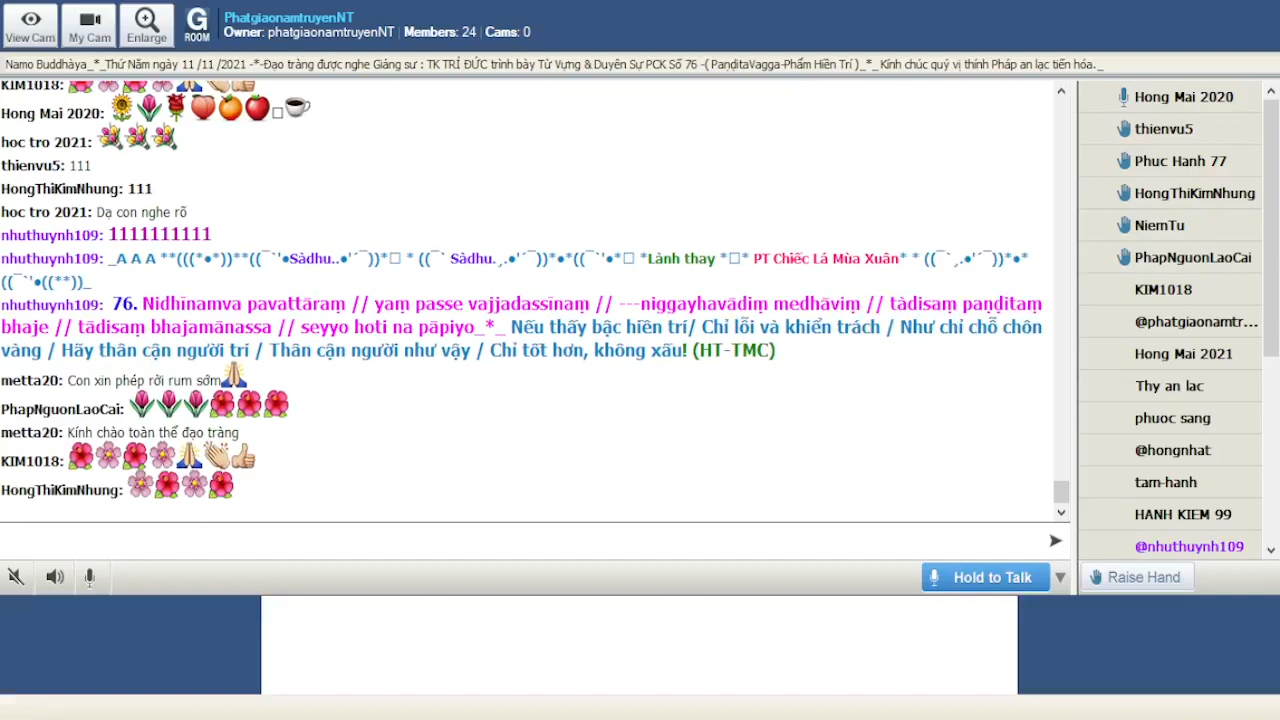 View Cam
My Cam
Enlarge
G
ROOM
PhatgiaonamtruyenNT
Owner: phatgiaonamtruyenNT | Members: 24 | Cams: 0
Namo Buddhàya_*_Thứ Năm ngày 11 /11 /2021 -*-Đạo tràng được nghe Giảng sư : TK TRÍ ĐỨC trình bày Từ Vựng & Duyên Sự PCK Số 76 -( PaṇḍitaVagga-Phẩm Hiền Trí )_*_ Kính chúc quý vị thính Pháp an lạc tiến hóa._
KIM1018:
Hong Mai 2020:
hoc tro 2021:
thienvu5: 111
HongThiKimNhung: 111
hoc tro 2021: Dạ con nghe rõ
nhuthuynh109: 1111111111
nhuthuynh109: _A A A **(((*•*))**((¯`'•Sàdhu..•'´¯))*□ * ((¯` Sàdhu.¸.•'´¯))*•*((¯`'•*□ *Lành thay *□* PT Chiếc Lá Mùa Xuân* * ((¯`¸.•'´¯))*•*
((¯`'•((**))_
nhuthuynh109: 76. Nidhīnamva pavattāraṃ // yaṃ passe vajjadassīnaṃ // ---niggayhavādiṃ medhāviṃ // tàdisaṃ paṇḍitaṃ
bhaje // tādisaṃ bhajamānassa // seyyo hoti na pāpiyo_*_ Nếu thấy bậc hiền trí/ Chỉ lỗi và khiển trách / Như chỉ chỗ chôn
vàng / Hãy thân cận người trí / Thân cận người như vậy / Chỉ tốt hơn, không xấu! (HT-TMC)
metta20: Con xin phép rời rum sớm
PhapNguonLaoCai:
metta20: Kính chào toàn thể đạo tràng
KIM1018:
HongThiKimNhung:
Hold to Talk
Hong Mai 2020
thienvu5
Phuc Hanh 77
HongThiKimNhung
NiemTu
PhapNguonLaoCai
KIM1018
@phatgiaonamtr...
Hong Mai 2021
Thy an lac
phuoc sang
@hongnhat
tam-hanh
HANH KIEM 99
@nhuthuynh109
Raise Hand